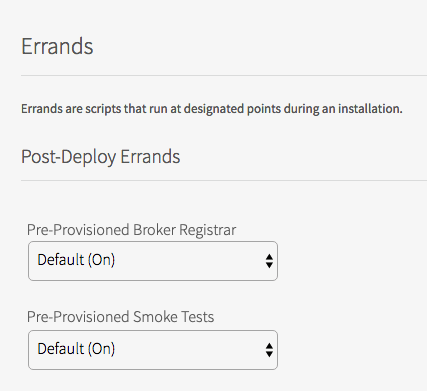 Errands
Errands are scripts that run at designated points during an installation.
Post-Deploy Errands
Pre-Provisioned Broker Registrar
Default (On)
Pre-Provisioned Smoke Tests
Default (On)